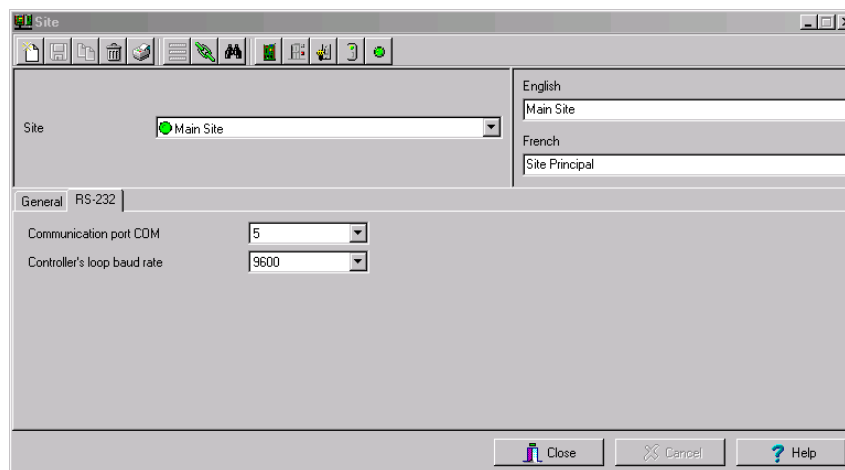 Site
English
Main Site
Site
Main Site
French
Site Principal
General RS-232
Communication port COM 5
Controller's loop baud rate 9600
Close Cancel Help